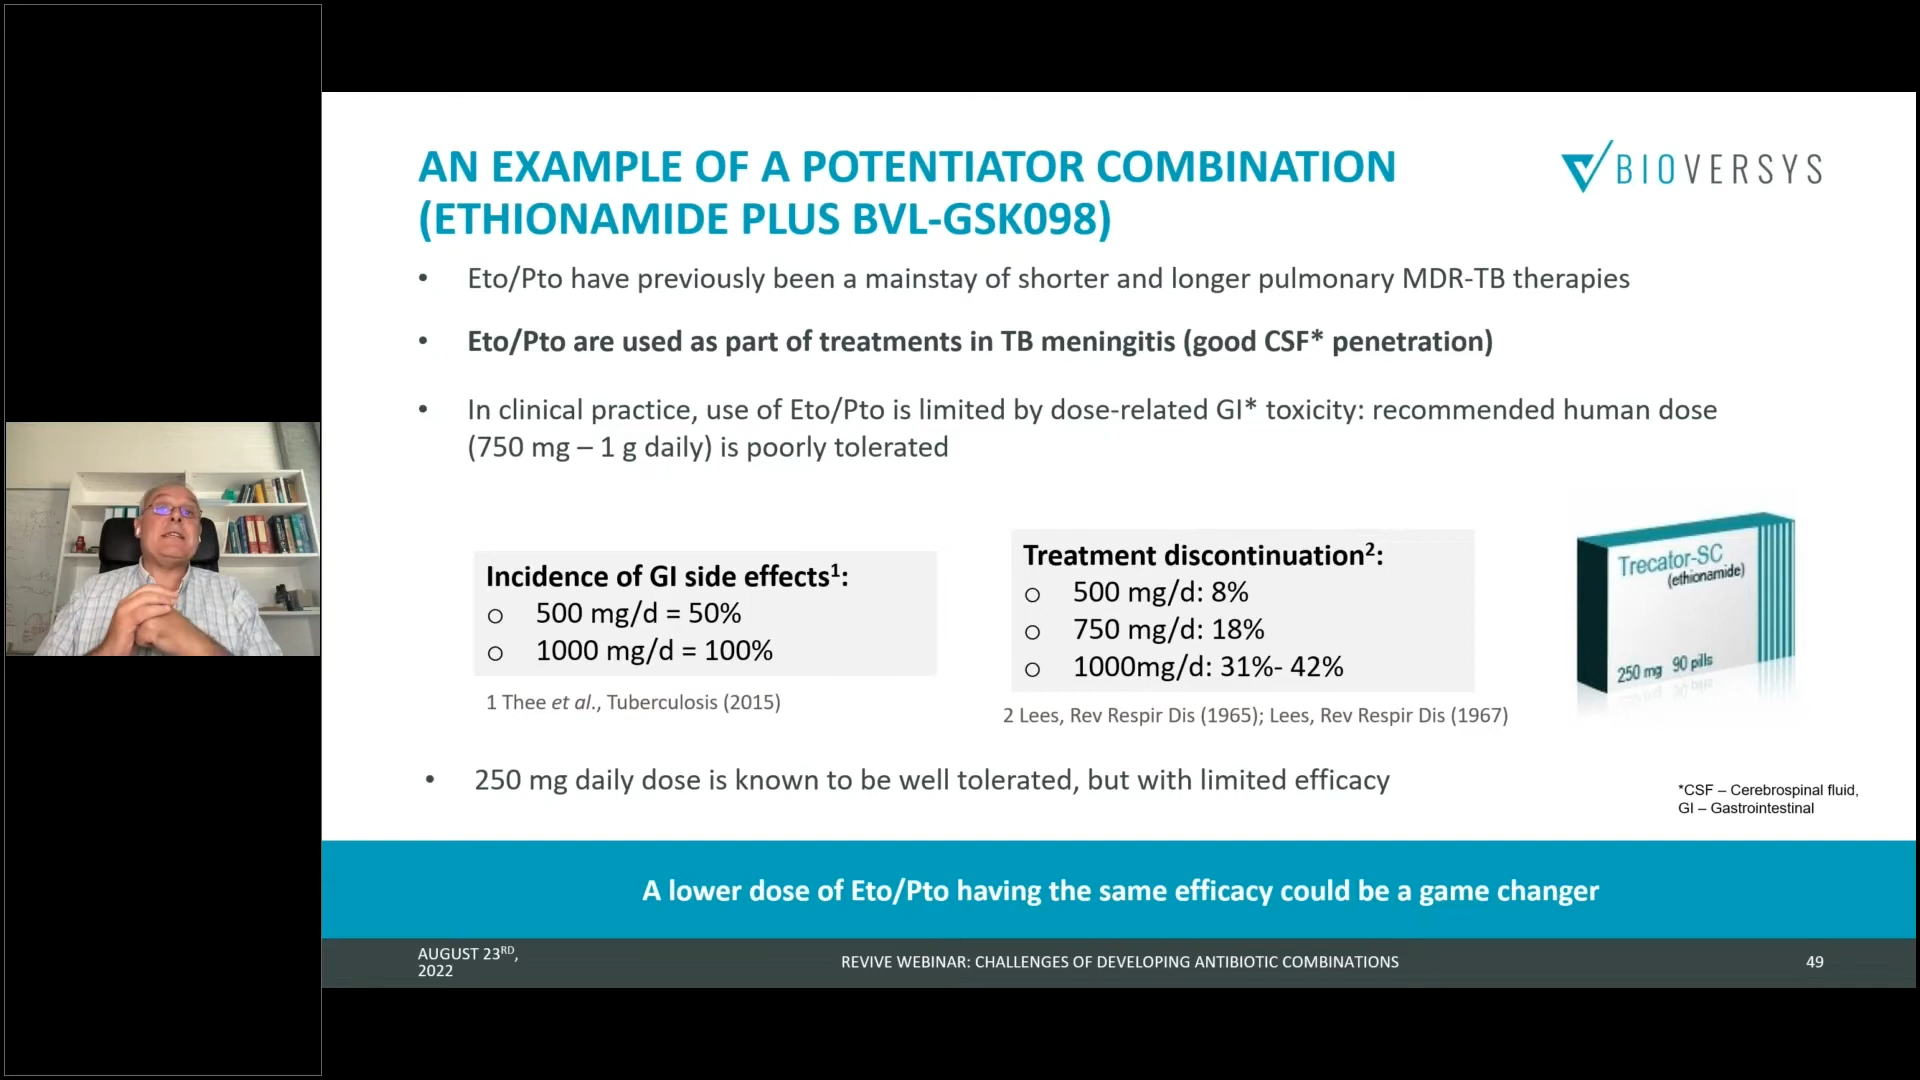 AN EXAMPLE OF A POTENTIATOR COMBINATION
(ETHIONAMIDE PLUS BVL-GSK098)
BIOVERSYS
• Eto/Pto have previously been a mainstay of shorter and longer pulmonary MDR-TB therapies
• Eto/Pto are used as part of treatments in TB meningitis (good CSF* penetration)
• In clinical practice, use of Eto/Pto is limited by dose-related GI* toxicity: recommended human dose
(750 mg – 1 g daily) is poorly tolerated
Incidence of GI side effects1:
o 500 mg/d = 50%
o 1000 mg/d = 100%
1 Thee et al., Tuberculosis (2015)
Treatment discontinuation2:
o 500 mg/d: 8%
o 750 mg/d: 18%
o 1000mg/d: 31%- 42%
2 Lees, Rev Respir Dis (1965); Lees, Rev Respir Dis (1967)
Trecator-SC
(ethionamide)
250 mg 90 pills
• 250 mg daily dose is known to be well tolerated, but with limited efficacy
*CSF – Cerebrospinal fluid,
GI – Gastrointestinal
A lower dose of Eto/Pto having the same efficacy could be a game changer
AUGUST 23RD,
2022
REVIVE WEBINAR: CHALLENGES OF DEVELOPING ANTIBIOTIC COMBINATIONS
49